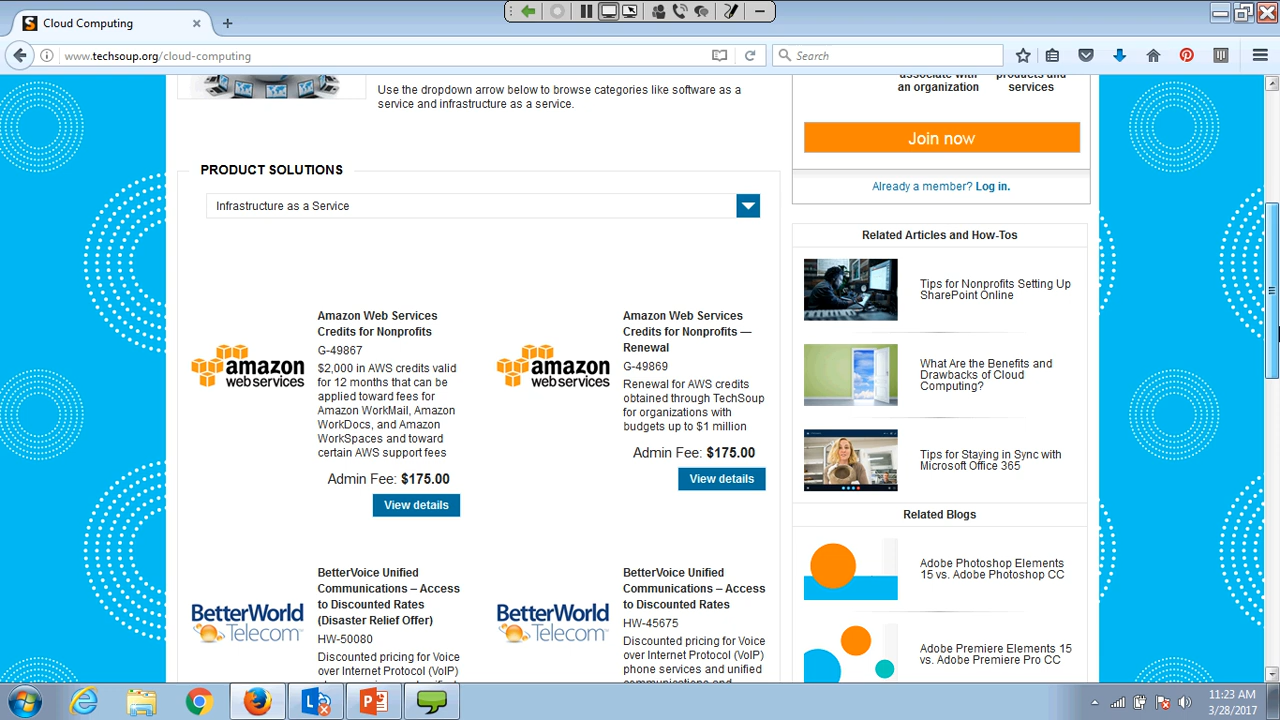 Cloud Computing
www.techsoup.org/cloud-computing
Search
Use the dropdown arrow below to browse categories like software as a
service and infrastructure as a service.
PRODUCT SOLUTIONS
Infrastructure as a Service
amazon
web services
Amazon Web Services
Credits for Nonprofits
G-49867
$2,000 in AWS credits valid
for 12 months that can be
applied toward fees for
Amazon WorkMail, Amazon
WorkDocs, and Amazon
WorkSpaces and toward
certain AWS support fees
Admin Fee: $175.00
View details
amazon
web services
Amazon Web Services
Credits for Nonprofits —
Renewal
G-49869
Renewal for AWS credits
obtained through TechSoup
for organizations with
budgets up to $1 million
Admin Fee: $175.00
View details
BetterWorld
Telecom
BetterVoice Unified
Communications – Access
to Discounted Rates
(Disaster Relief Offer)
HW-50080
Discounted pricing for Voice
over Internet Protocol (VoIP)
BetterWorld
Telecom
BetterVoice Unified
Communications – Access
to Discounted Rates
HW-45675
Discounted pricing for Voice
over Internet Protocol (VoIP)
phone services and unified
communications and
associate with
an organization
products and
services
Join now
Already a member? Log in.
Related Articles and How-Tos
Tips for Nonprofits Setting Up
SharePoint Online
What Are the Benefits and
Drawbacks of Cloud
Computing?
Tips for Staying in Sync with
Microsoft Office 365
Related Blogs
Adobe Photoshop Elements
15 vs. Adobe Photoshop CC
Adobe Premiere Elements 15
vs. Adobe Premiere Pro CC
11:23 AM
3/28/2017